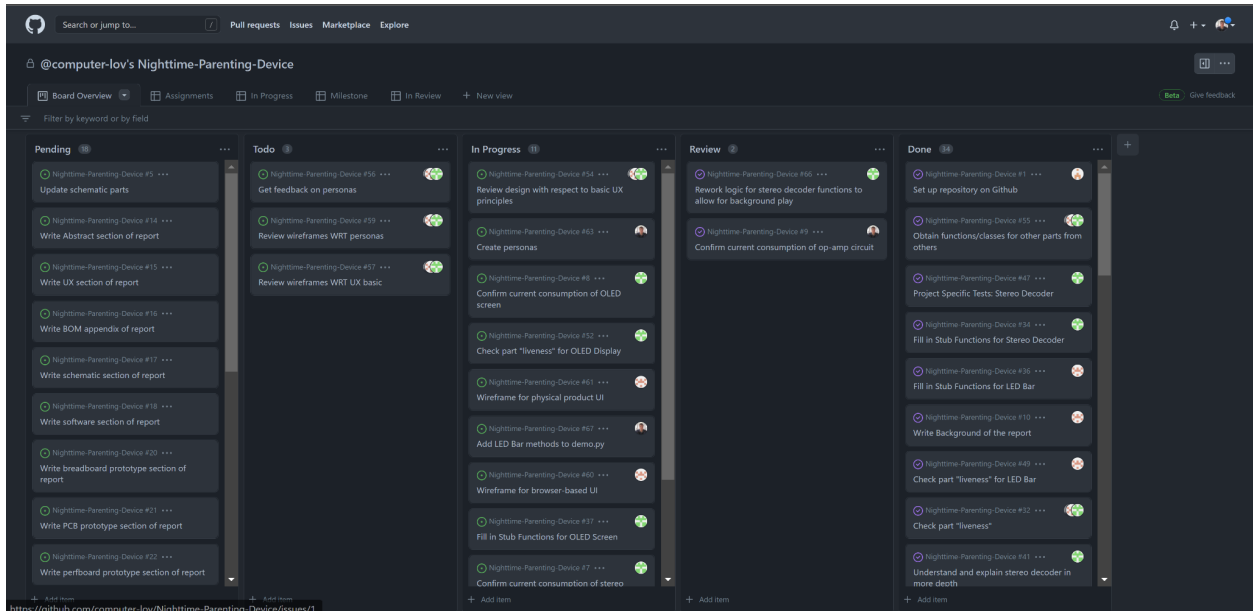 Search or jump to...
/
Pull requests Issues Marketplace Explore
@computer-lov's Nighttime-Parenting-Device
Board Overview
Assignments
In Progress
Milestone
In Review
+ New view
Beta Give feedback
Filter by keyword or by field
Pending 18
Nighttime-Parenting-Device #5
Update schematic parts
Nighttime-Parenting-Device #14
Write Abstract section of report
Nighttime-Parenting-Device #15
Write UX section of report
Nighttime-Parenting-Device #16
Write BOM appendix of report
Nighttime-Parenting-Device #17
Write schematic section of report
Nighttime-Parenting-Device #18
Write software section of report
Nighttime-Parenting-Device #20
Write breadboard prototype section of
report
Nighttime-Parenting-Device #21
Write PCB prototype section of report
Nighttime-Parenting-Device #22
Write perfboard prototype section of report
+ Add item
Todo 3
Nighttime-Parenting-Device #56
Get feedback on personas
Nighttime-Parenting-Device #59
Review wireframes WRT personas
Nighttime-Parenting-Device #57
Review wireframes WRT UX basic
+ Add item
In Progress 11
Nighttime-Parenting-Device #54
Review design with respect to basic UX
principles
Nighttime-Parenting-Device #63
Create personas
Nighttime-Parenting-Device #8
Confirm current consumption of OLED
screen
Nighttime-Parenting-Device #52
Check part "liveness" for OLED Display
Nighttime-Parenting-Device #61
Wireframe for physical product UI
Nighttime-Parenting-Device #67
Add LED Bar methods to demo.py
Nighttime-Parenting-Device #60
Wireframe for browser-based UI
Nighttime-Parenting-Device #37
Fill in Stub Functions for OLED Screen
Nighttime-Parenting-Device #7
Confirm current consumption of stereo
+ Add item
Review 2
Nighttime-Parenting-Device #66
Rework logic for stereo decoder functions to
allow for background play
Nighttime-Parenting-Device #9
Confirm current consumption of op-amp circuit
+ Add item
Done 34
Nighttime-Parenting-Device #1
Set up repository on Github
Nighttime-Parenting-Device #55
Obtain functions/classes for other parts from
others
Nighttime-Parenting-Device #47
Project Specific Tests: Stereo Decoder
Nighttime-Parenting-Device #34
Fill in Stub Functions for Stereo Decoder
Nighttime-Parenting-Device #36
Fill in Stub Functions for LED Bar
Nighttime-Parenting-Device #10
Write Background of the report
Nighttime-Parenting-Device #49
Check part "liveness" for LED Bar
Nighttime-Parenting-Device #32
Check part "liveness"
Nighttime-Parenting-Device #41
Understand and explain stereo decoder in
more depth
+ Add item
https://github.com/computer-lov/Nighttime-Parenting-Device/issues/1